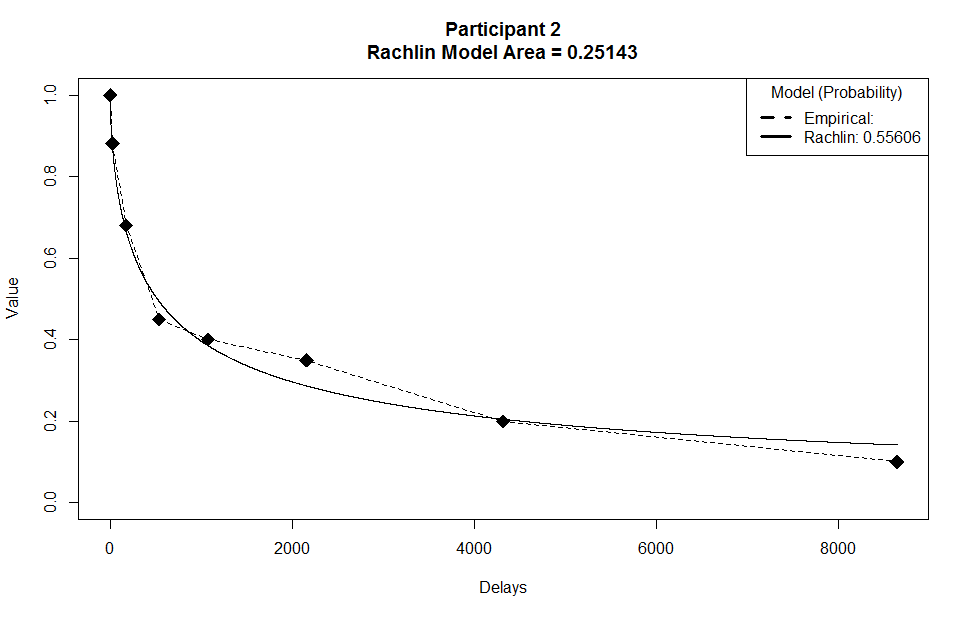 Participant 2
Rachlin Model Area = 0.25143
Model (Probability)
Empirical:
Rachlin: 0.55606
1.0
0.8
0.6
0.4
0.2
0.0
Value
0 2000 4000 6000 8000
Delays